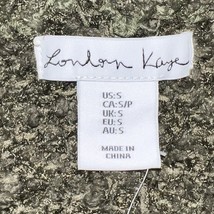 London Kaye
US:S
CA:S/P
UK:S
EU:S
AU:S
MADE IN
CHINA